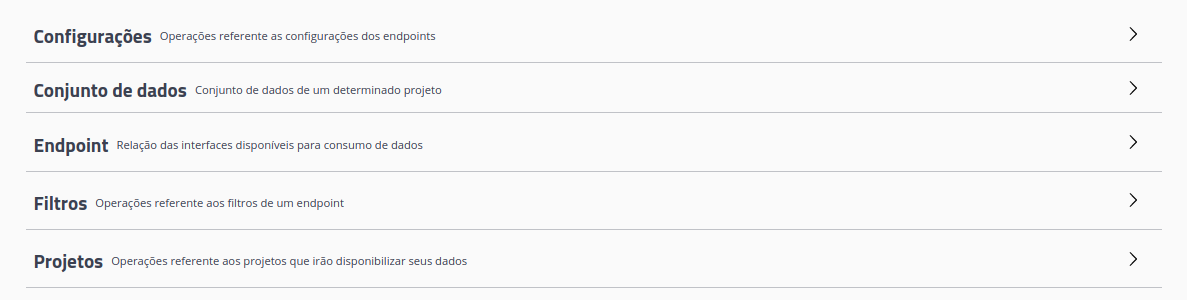 Configurações Operações referente as configurações dos endpoints
Conjunto de dados Conjunto de dados de um determinado projeto
Endpoint Relação das interfaces disponíveis para consumo de dados
Filtros Operações referente aos filtros de um endpoint
Projetos Operações referente aos projetos que irão disponibilizar seus dados